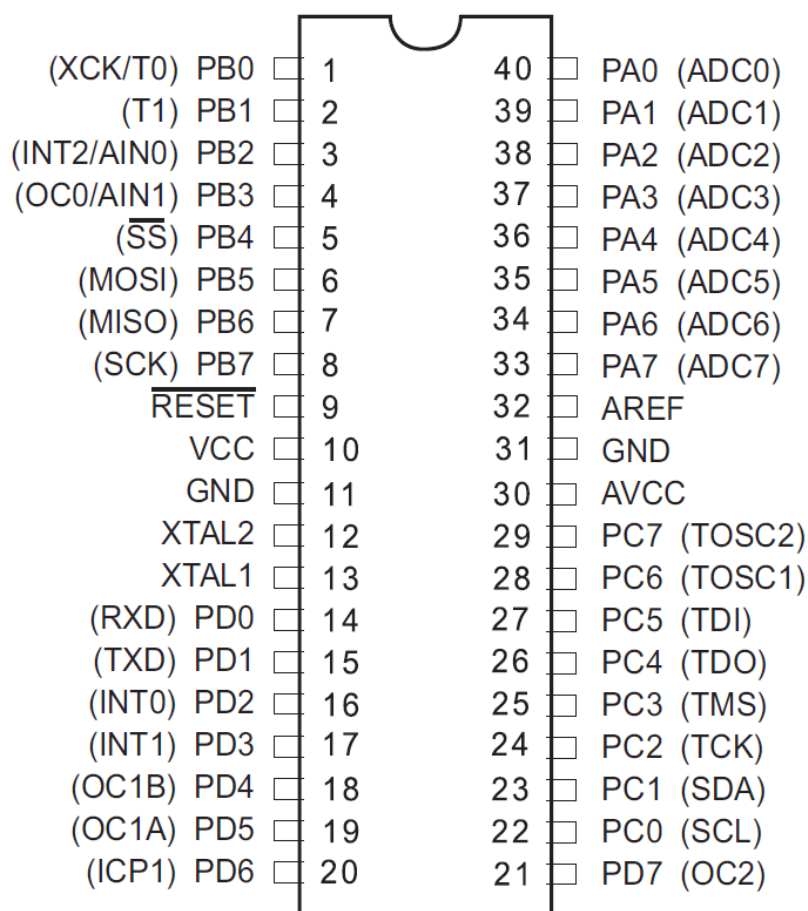 (XCK/T0) PB0 1 40 PA0 (ADC0)
(T1) PB1 2 39 PA1 (ADC1)
(INT2/AIN0) PB2 3 38 PA2 (ADC2)
(OC0/AIN1) PB3 4 37 PA3 (ADC3)
(SS) PB4 5 36 PA4 (ADC4)
(MOSI) PB5 6 35 PA5 (ADC5)
(MISO) PB6 7 34 PA6 (ADC6)
(SCK) PB7 8 33 PA7 (ADC7)
RESET 9 32 AREF
VCC 10 31 GND
GND 11 30 AVCC
XTAL2 12 29 PC7 (TOSC2)
XTAL1 13 28 PC6 (TOSC1)
(RXD) PD0 14 27 PC5 (TDI)
(TXD) PD1 15 26 PC4 (TDO)
(INT0) PD2 16 25 PC3 (TMS)
(INT1) PD3 17 24 PC2 (TCK)
(OC1B) PD4 18 23 PC1 (SDA)
(OC1A) PD5 19 22 PC0 (SCL)
(ICP1) PD6 20 21 PD7 (OC2)